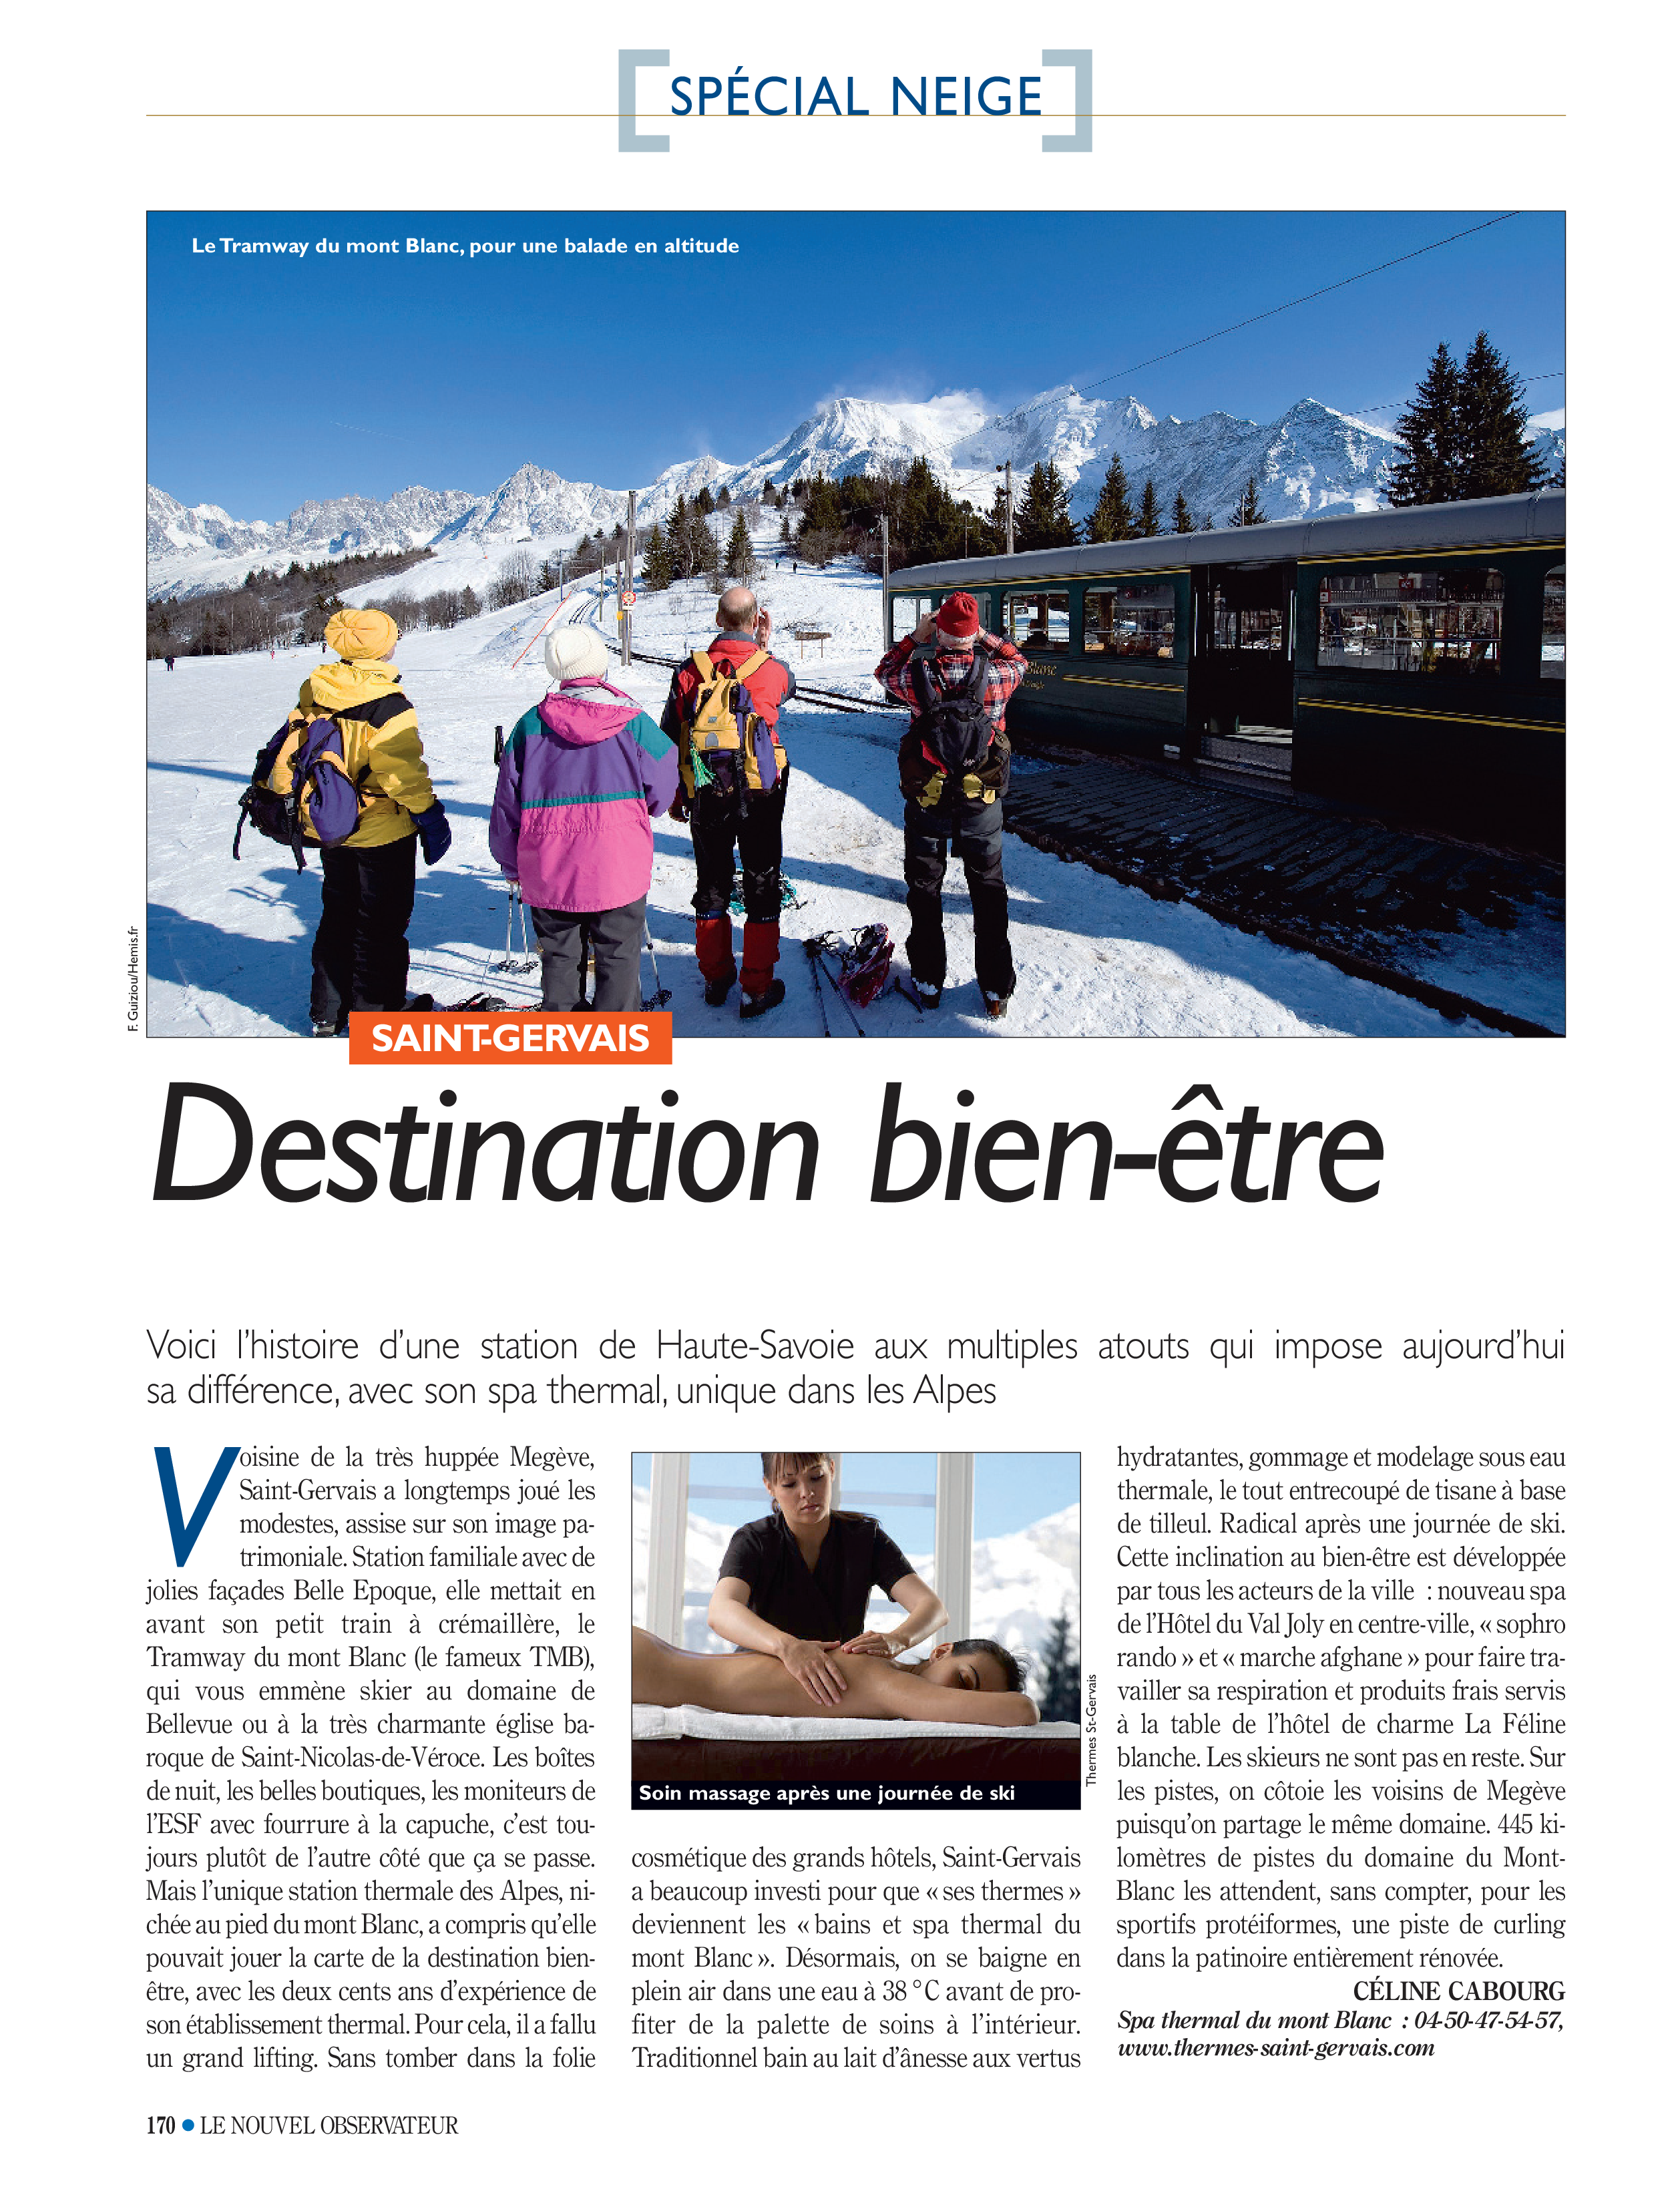 SPÉCIAL NEIGE
Le Tramway du mont Blanc, pour une balade en altitude
F. Guiziou/Hemis.fr
SAINT-GERVAIS
Destination bien-être
Voici l'histoire d'une station de Haute-Savoie aux multiples atouts qui impose aujourd'hui
sa différence, avec son spa thermal, unique dans les Alpes
Voisine de la très huppée Megève,
Saint-Gervais a longtemps joué les
modestes, assise sur son image pa-
trimoniale. Station familiale avec de
jolies façades Belle Epoque, elle mettait en
avant son petit train à crémaillère, le
Tramway du mont Blanc (le fameux TMB),
qui vous emmène skier au domaine de
Bellevue ou à la très charmante église ba-
roque de Saint-Nicolas-de-Véroce. Les boîtes
de nuit, les belles boutiques, les moniteurs de
l'ESF avec fourrure à la capuche, c'est tou-
jours plutôt de l'autre côté que ça se passe.
Mais l'unique station thermale des Alpes, ni-
chée au pied du mont Blanc, a compris qu'elle
pouvait jouer la carte de la destination bien-
être, avec les deux cents ans d'expérience de
son établissement thermal. Pour cela, il a fallu
un grand lifting. Sans tomber dans la folie
Thermes St-Gervais
Soin massage après une journée de ski
cosmétique des grands hôtels, Saint-Gervais
a beaucoup investi pour que « ses thermes »
deviennent les « bains et spa thermal du
mont Blanc ». Désormais, on se baigne en
plein air dans une eau à 38 °C avant de pro-
fiter de la palette de soins à l'intérieur.
Traditionnel bain au lait d'ânesse aux vertus
hydratantes, gommage et modelage sous eau
thermale, le tout entrecoupé de tisane à base
de tilleul. Radical après une journée de ski.
Cette inclination au bien-être est développée
par tous les acteurs de la ville : nouveau spa
de l'Hôtel du Val Joly en centre-ville, « sophro
rando » et « marche afghane » pour faire tra-
vailler sa respiration et produits frais servis
à la table de l'hôtel de charme La Féline
blanche. Les skieurs ne sont pas en reste. Sur
les pistes, on côtoie les voisins de Megève
puisqu'on partage le même domaine. 445 ki-
lomètres de pistes du domaine du Mont-
Blanc les attendent, sans compter, pour les
sportifs protéiformes, une piste de curling
dans la patinoire entièrement rénovée.
CÉLINE CABOURG
Spa thermal du mont Blanc : 04-50-47-54-57,
www.thermes-saint-gervais.com
170 ● LE NOUVEL OBSERVATEUR